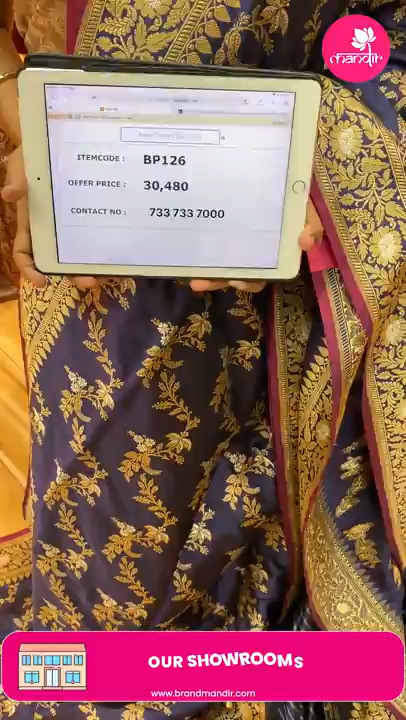 mandir
ITEMCODE : BP126
OFFER PRICE : 30,480
CONTACT NO : 733 733 7000
OUR SHOWROOMS
www.brandmandir.com